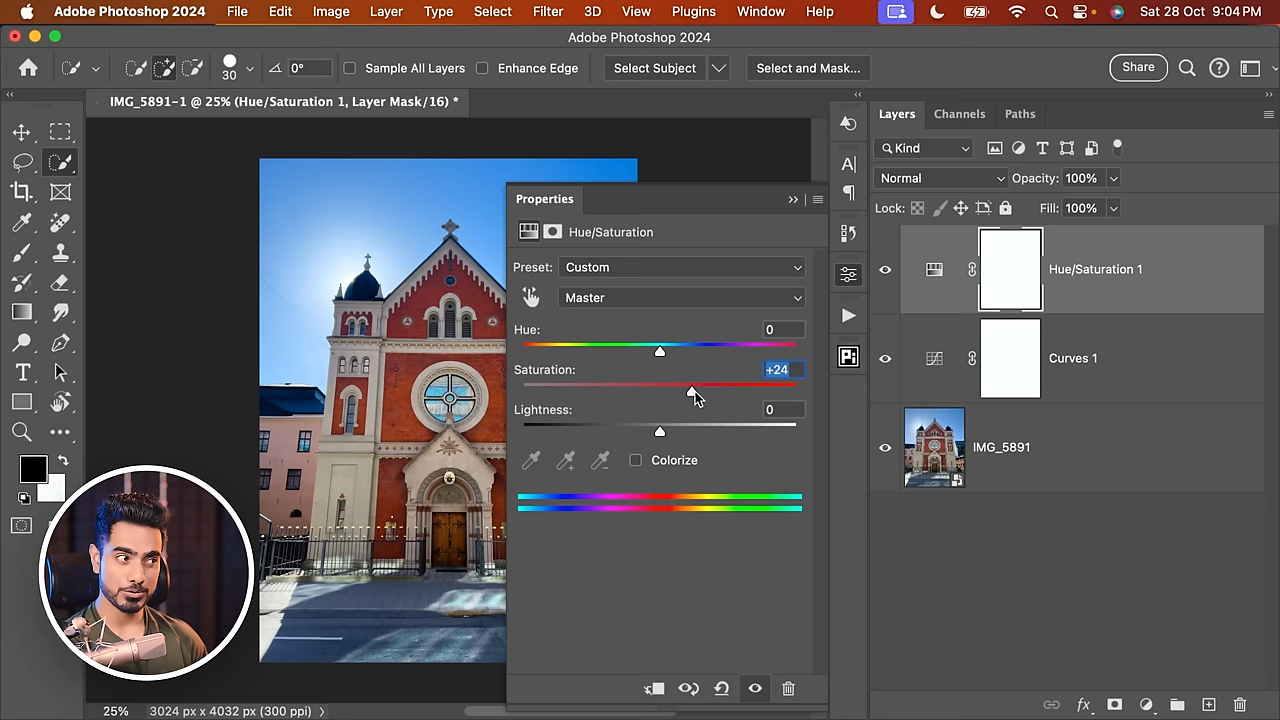 Adobe Photoshop 2024 File Edit Image Layer Type Select Filter 3D View Plugins Window Help Sat 28 Oct 9:04 PM
Adobe Photoshop 2024
30 0° Sample All Layers Enhance Edge Select Subject Select and Mask... Share
IMG_5891-1 @ 25% (Hue/Saturation 1, Layer Mask/16) *
Layers Channels Paths
Kind
Normal Opacity: 100%
Lock: Fill: 100%
Properties
Hue/Saturation
Preset: Custom
Master
Hue: 0
Saturation: +24
Lightness: 0
Colorize
Hue/Saturation 1
Curves 1
IMG_5891
25% 3024 px x 4032 px (300 ppi)